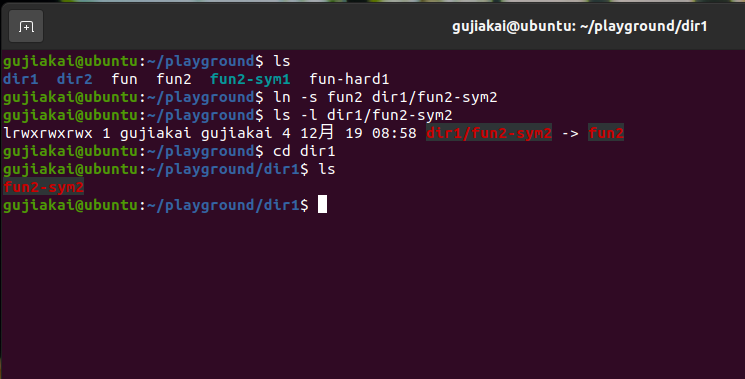 gujiakai@ubuntu: ~/playground/dir1
gujiakai@ubuntu:~/playground$ ls
dir1 dir2 fun fun2 fun2-sym1 fun-hard1
gujiakai@ubuntu:~/playground$ ln -s fun2 dir1/fun2-sym2
gujiakai@ubuntu:~/playground$ ls -l dir1/fun2-sym2
lrwxrwxrwx 1 gujiakai gujiakai 4 12月 19 08:58 dir1/fun2-sym2 -> fun2
gujiakai@ubuntu:~/playground$ cd dir1
gujiakai@ubuntu:~/playground/dir1$ ls
fun2-sym2
gujiakai@ubuntu:~/playground/dir1$